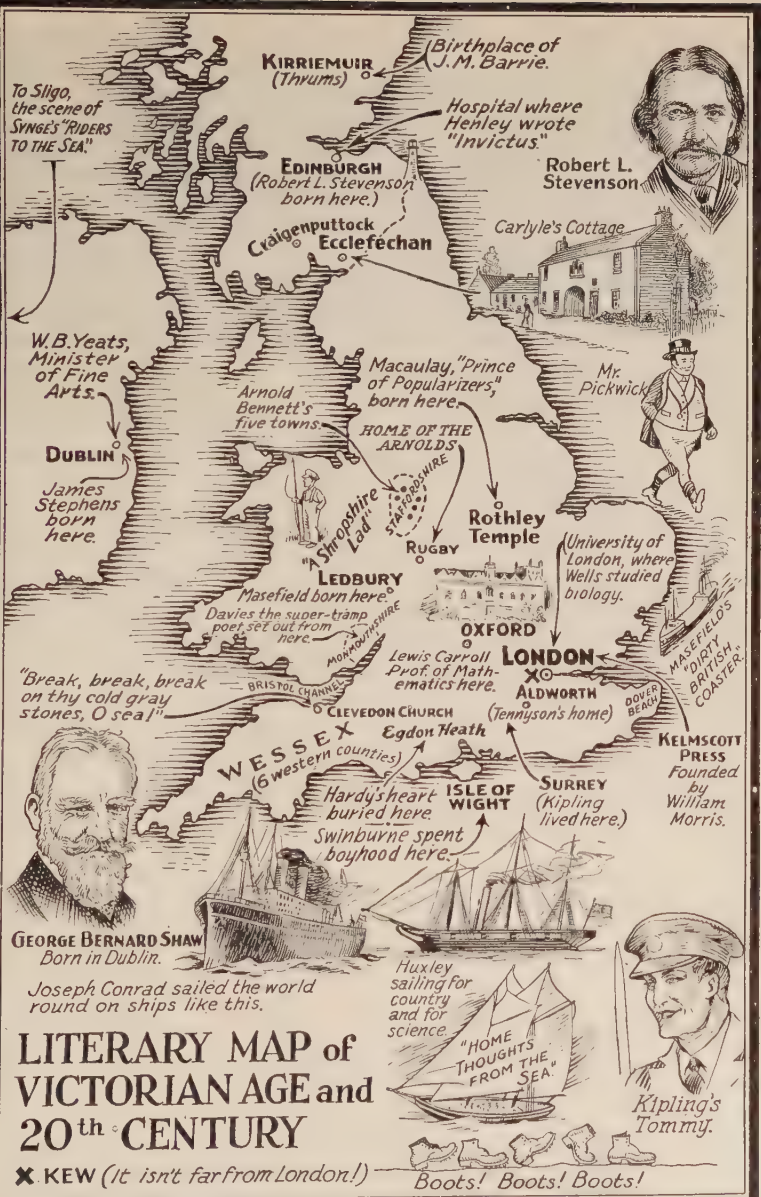 KIRRIEMUIR
(Thrums)
Birthplace of
J.M. Barrie.
To Sligo,
the scene of
SYNGE'S "RIDERS
TO THE SEA."
Hospital where
Henley wrote
"Invictus."
EDINBURGH
(Robert L. Stevenson
born here.)
Robert L.
Stevenson
Craigenputtock
Ecclefechan
Carlyle's Cottage
W.B. Yeats,
Minister
of Fine
Arts.
DUBLIN
James
Stephens
born
here.
Arnold
Bennett's
five towns.
Macaulay, "Prince
of Popularizers",
born here.
HOME OF THE
ARNOLDS
Mr.
Pickwick
"A Shropshire
Lad"
STAFFORDSHIRE
Rothley
Temple
RUGBY
University of
London, where
Wells studied
biology.
LEDBURY
Masefield born here.
Davies the super-tramp
poet set out from
here.
MONMOUTHSHIRE
OXFORD
Lewis Carroll
Prof. of Math-
ematics here.
LONDON
X
MASEFIELD'S
"DIRTY
BRITISH
COASTER."
"Break, break, break
on thy cold gray
stones, O sea!"
BRISTOL CHANNEL
CLEVEDON CHURCH
ALDWORTH
(Tennyson's home)
DOVER
BEACH
WESSEX
(6 western counties)
Egdon Heath
Hardy's heart
buried here.
ISLE OF
WIGHT
Swinburne spent
boyhood here.
SURREY
(Kipling
lived here.)
KELMSCOTT
PRESS
Founded
by
William
Morris.
GEORGE BERNARD SHAW
Born in Dublin.
Joseph Conrad sailed the world
round on ships like this.
Huxley
sailing for
country
and for
science.
"HOME
THOUGHTS
FROM THE
SEA."
Kipling's
Tommy.
LITERARY MAP of
VICTORIAN AGE and
20th CENTURY
X KEW (It isn't far from London!)
Boots! Boots! Boots!